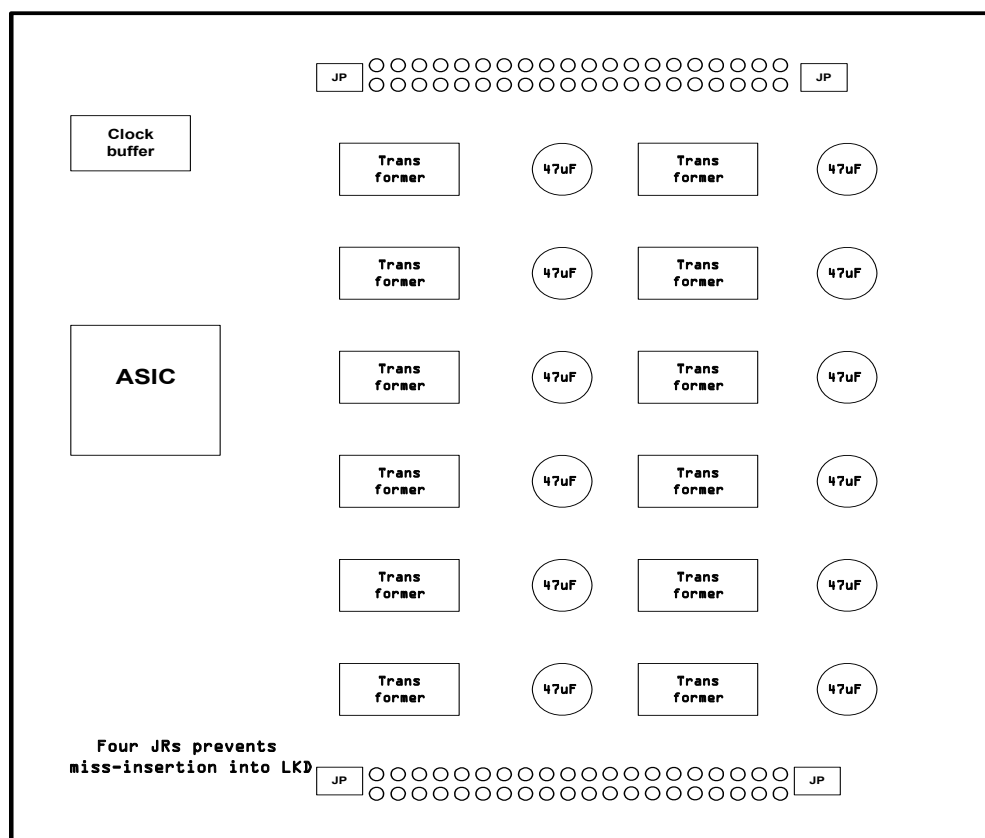 JP JP
Clock
buffer
Trans
former
47uF
Trans
former
47uF
Trans
former
47uF
Trans
former
47uF
ASIC
Trans
former
47uF
Trans
former
47uF
Trans
former
47uF
Trans
former
47uF
Trans
former
47uF
Trans
former
47uF
Trans
former
47uF
Trans
former
47uF
Four JRs prevents
miss-insertion into LKD
JP JP